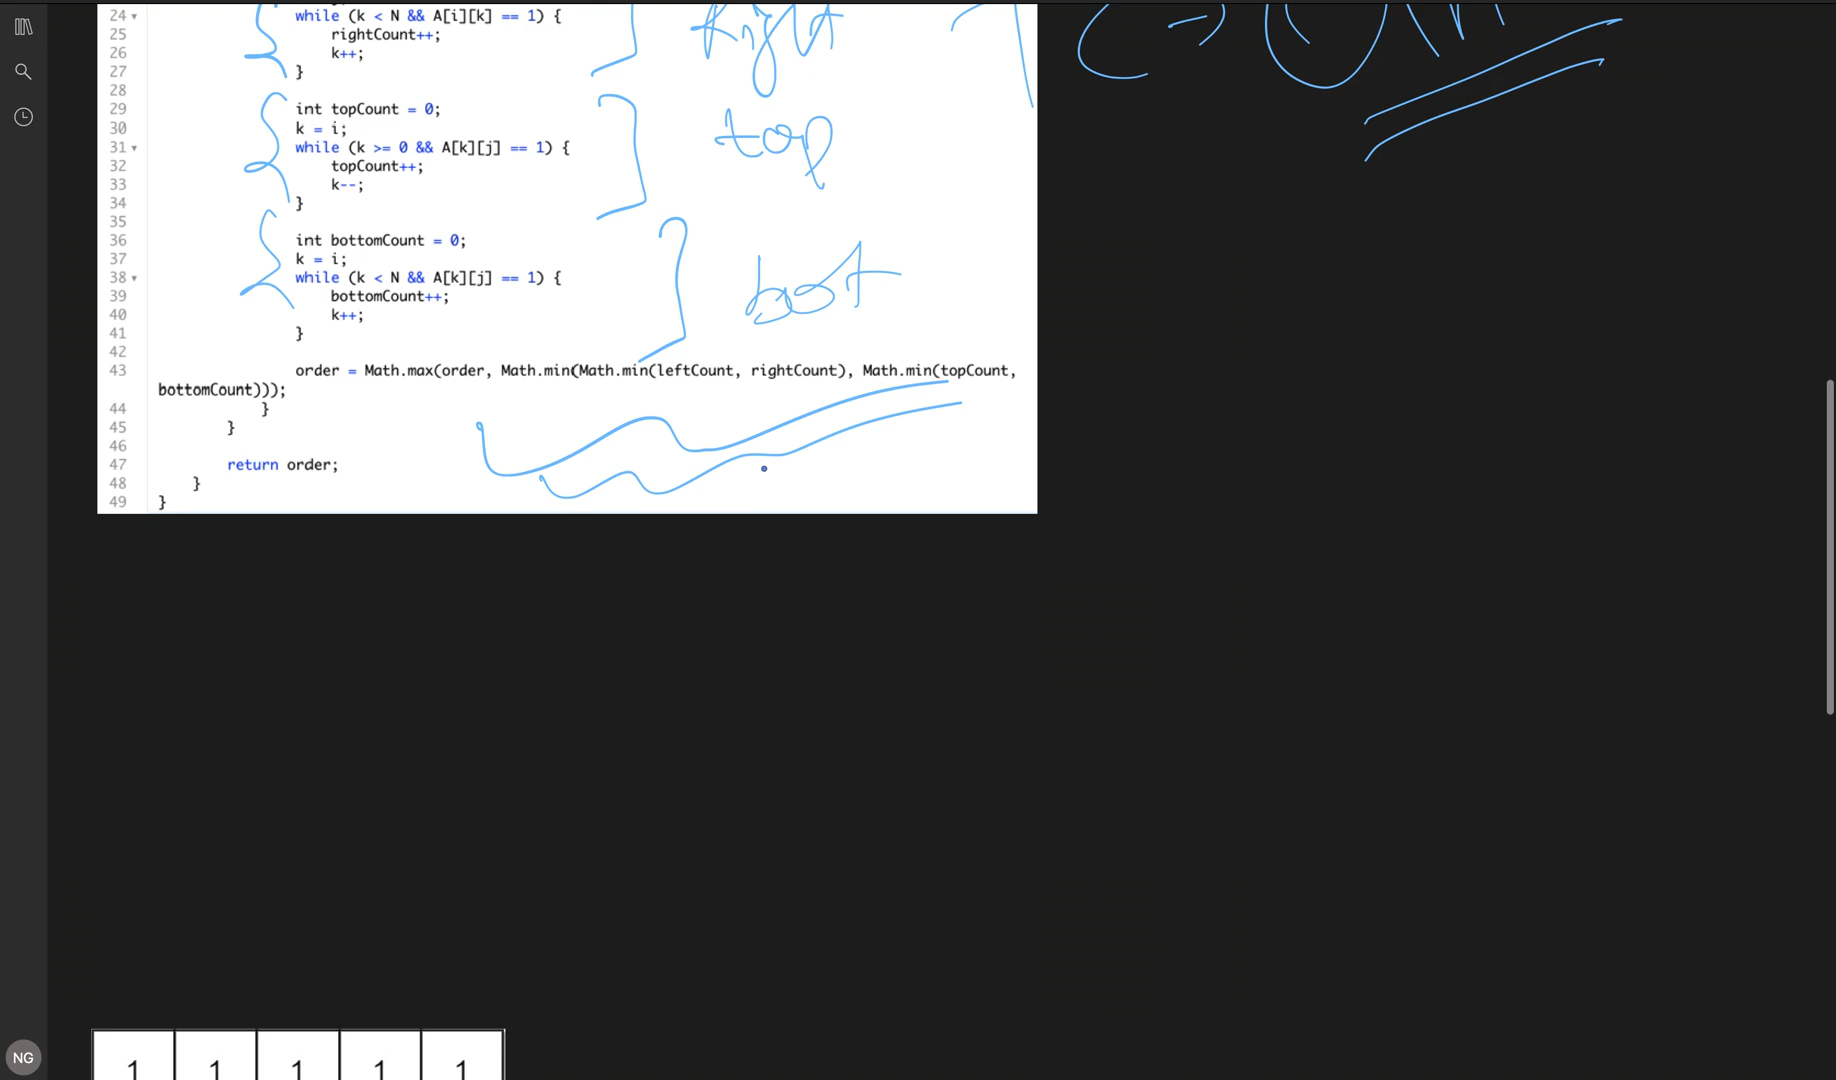 24 while (k < N && A[i][k] == 1) {
25 rightCount++;
26 k++;
27 }
28
29 int topCount = 0;
30 k = i;
31 while (k >= 0 && A[k][j] == 1) {
32 topCount++;
33 k--;
34 }
35
36 int bottomCount = 0;
37 k = i;
38 while (k < N && A[k][j] == 1) {
39 bottomCount++;
40 k++;
41 }
42
43 order = Math.max(order, Math.min(Math.min(leftCount, rightCount), Math.min(topCount,
bottomCount)));
44 }
45 }
46
47 return order;
48 }
49 }
Right
top
bot
NG
1 1 1 1 1